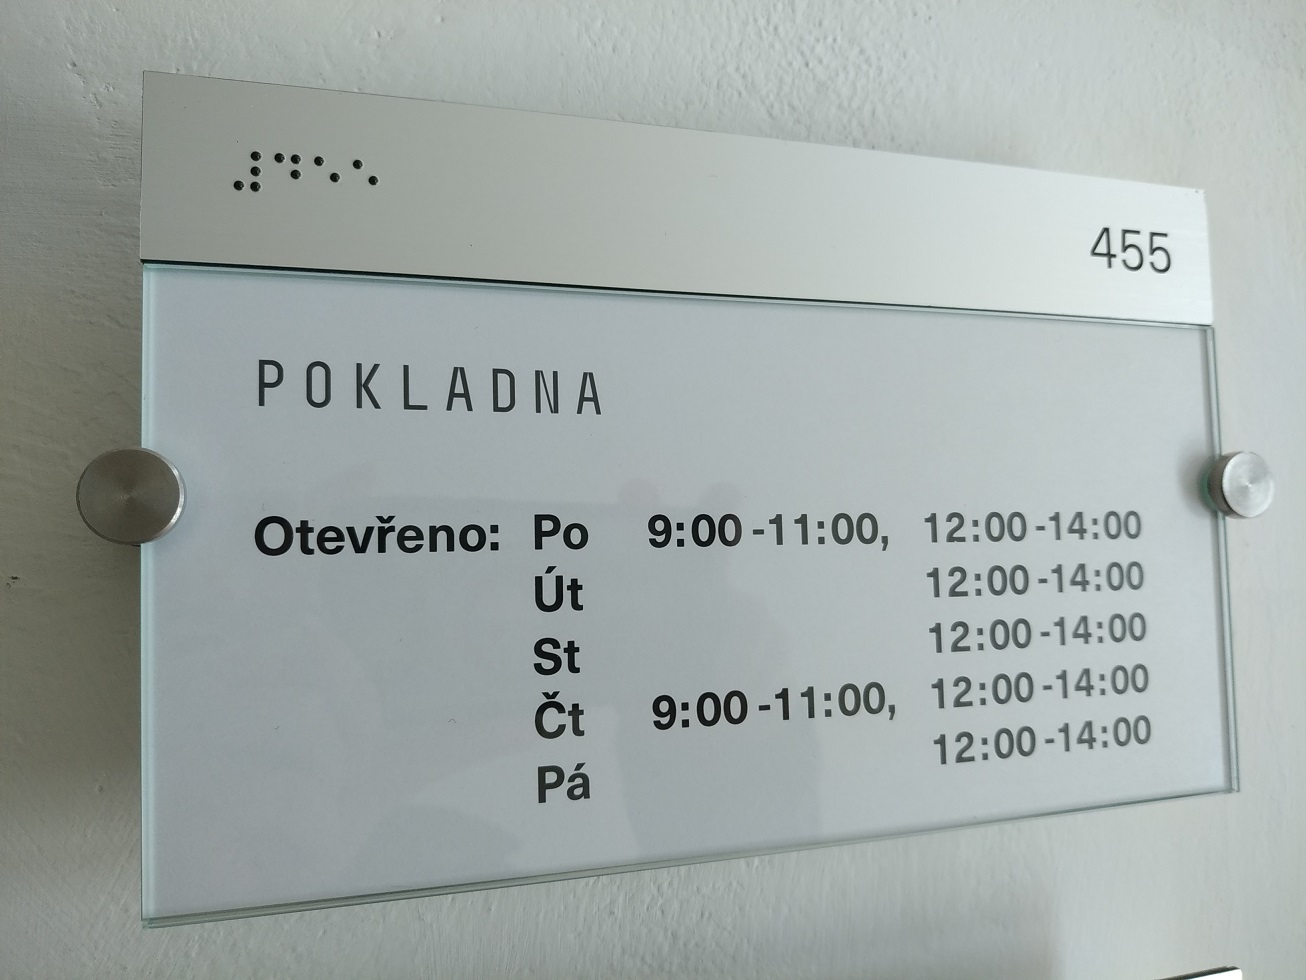 ⠼⠙⠑⠑
455
POKLADNA
Otevřeno: Po 9:00-11:00, 12:00-14:00
Út 12:00-14:00
St 12:00-14:00
Čt 9:00-11:00, 12:00-14:00
Pá 12:00-14:00